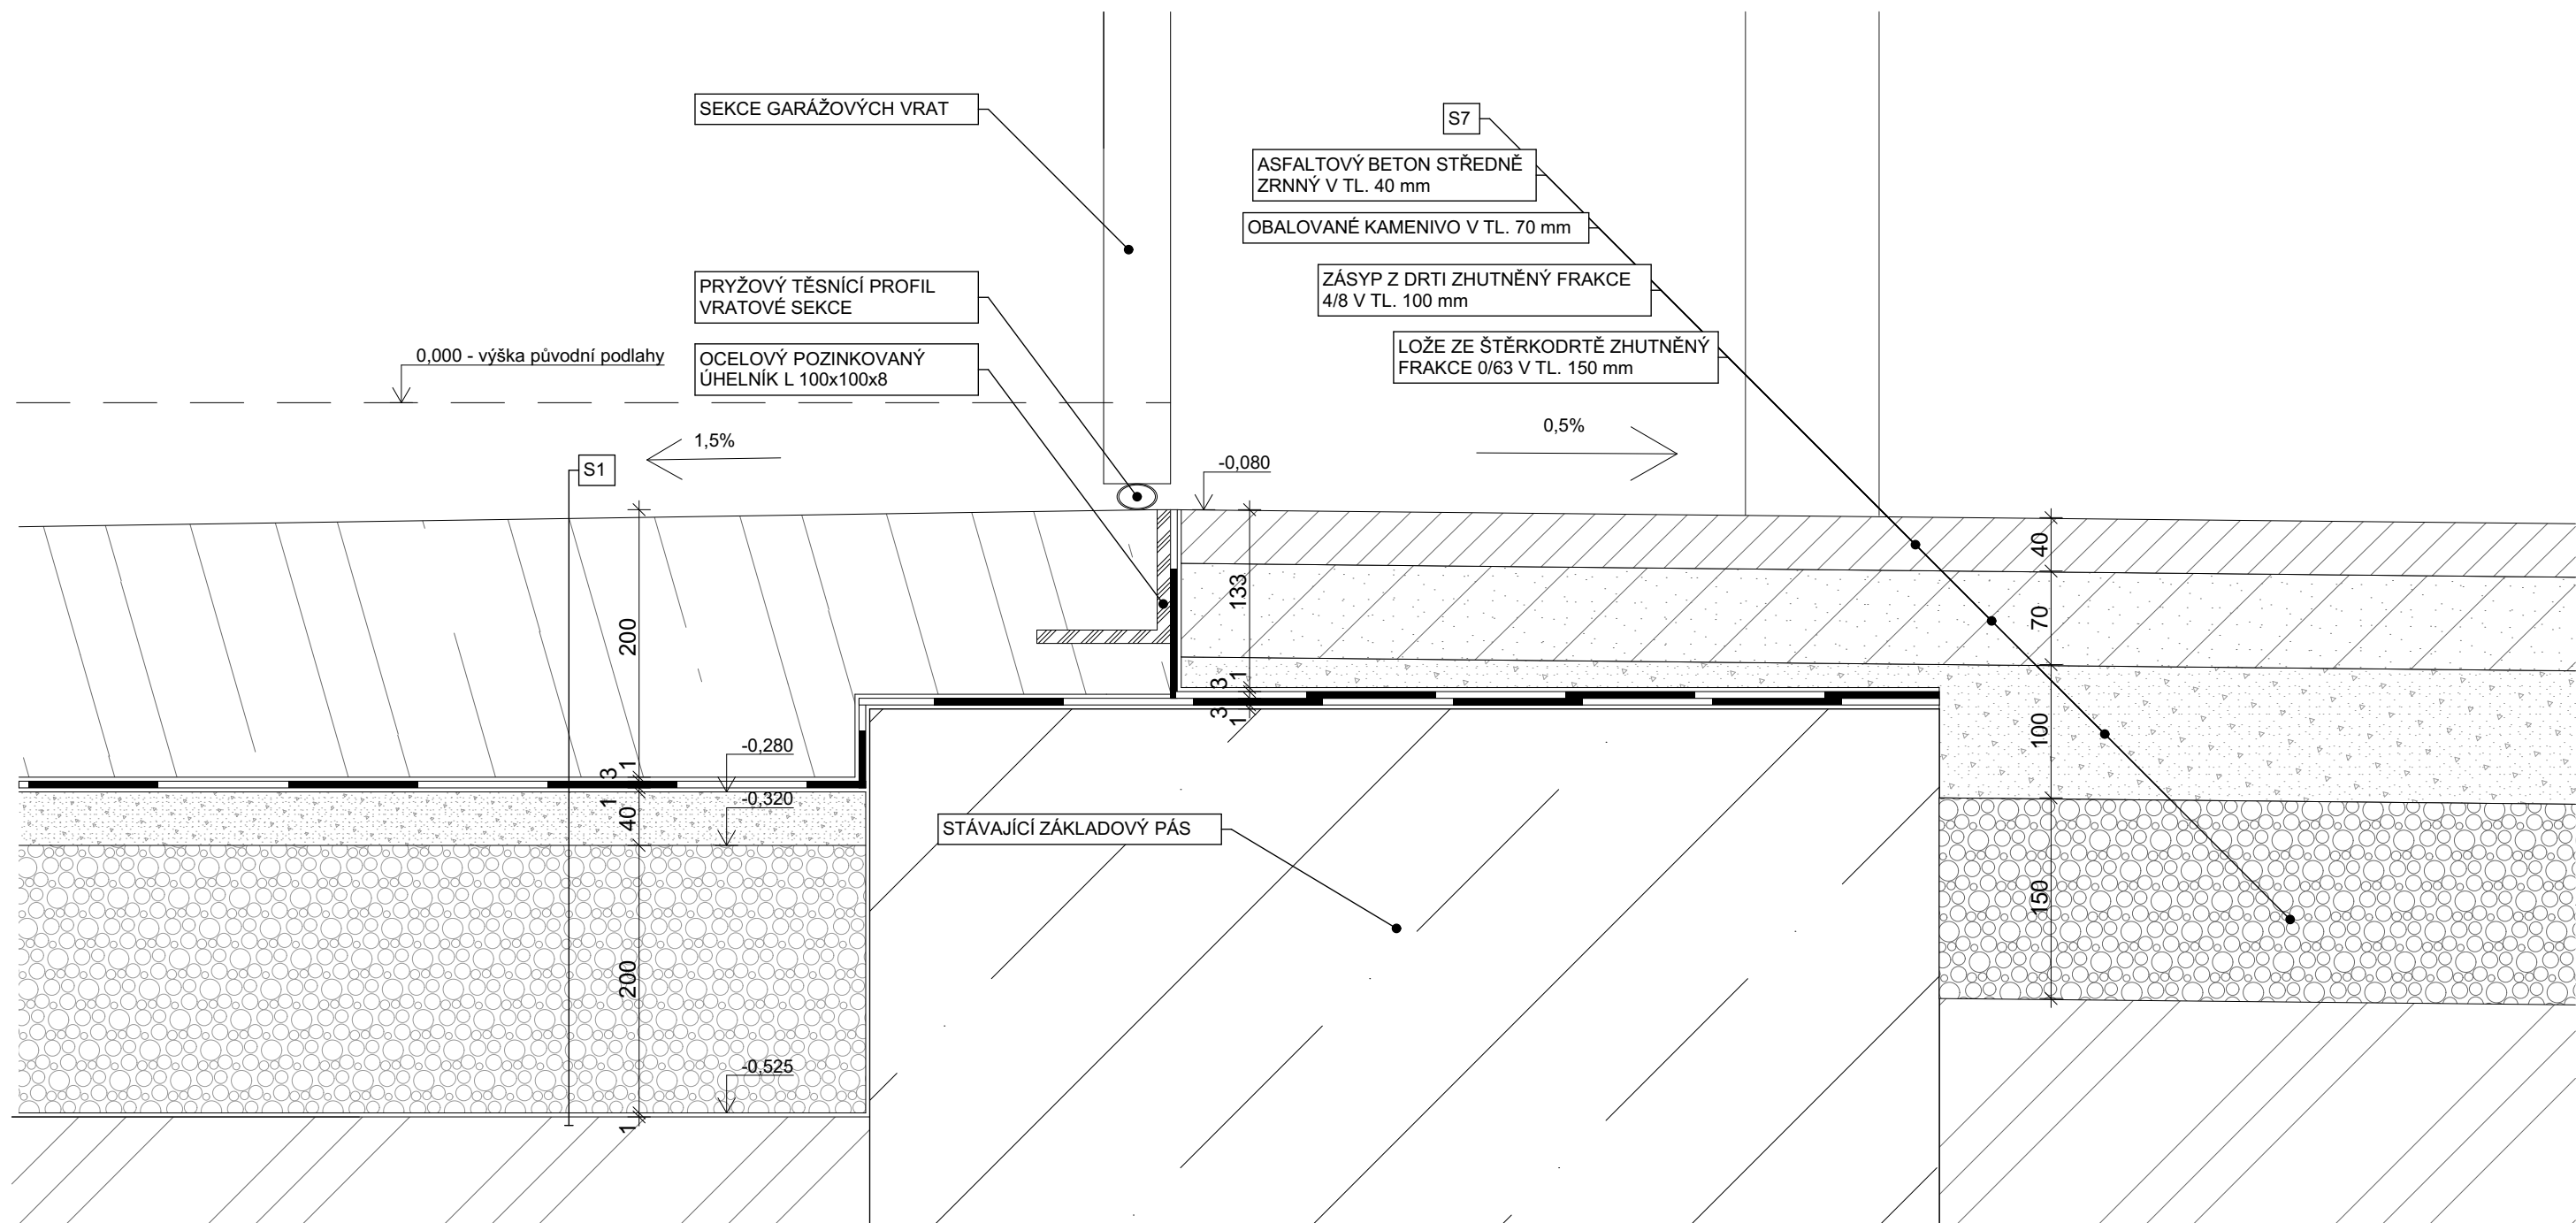 SEKCE GARÁŽOVÝCH VRAT
PRYŽOVÝ TĚSNÍCÍ PROFIL
VRATOVÉ SEKCE
OCELOVÝ POZINKOVANÝ
ÚHELNÍK L 100x100x8
0,000 - výška původní podlahy
1,5%
S1
S7
ASFALTOVÝ BETON STŘEDNĚ
ZRNNÝ V TL. 40 mm
OBALOVANÉ KAMENIVO V TL. 70 mm
ZÁSYP Z DRTI ZHUTNĚNÝ FRAKCE
4/8 V TL. 100 mm
LOŽE ZE ŠTĚRKODRTĚ ZHUTNĚNÝ
FRAKCE 0/63 V TL. 150 mm
0,5%
-0,080
200
3
1
1
40
200
1
-0,280
-0,320
-0,525
133
3
1
3
1
STÁVAJÍCÍ ZÁKLADOVÝ PÁS
40
70
100
150